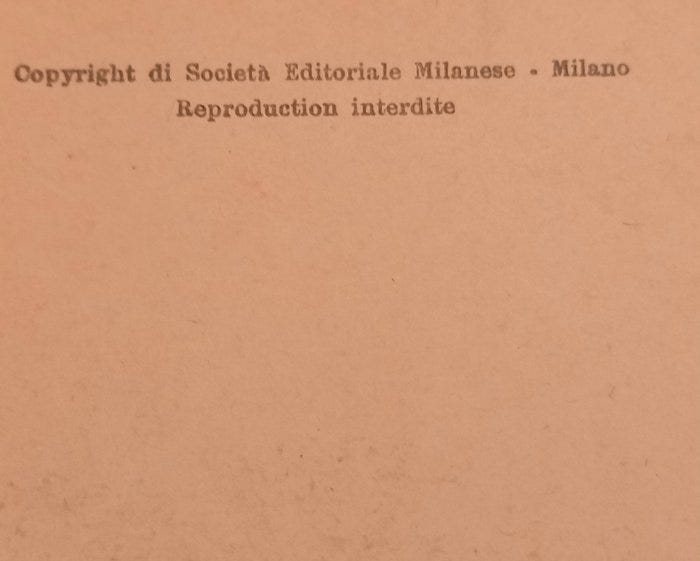 Copyright di Società Editoriale Milanese - Milano
Reproduction interdite